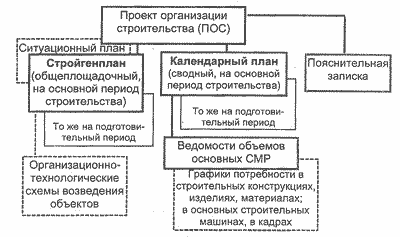 Проект организации
строительства (ПОС)
Ситуационный план
Стройгенплан
(общеплощадочный,
на основной период
строительства)
То же на подготови-
тельный период
Организационно-
технологические
схемы возведения
объектов
Календарный план
(сводный, на основной
период строительства)
То же на подготови-
тельный период
Ведомости объемов
основных СМР
Графики потребности в
строительных конструкциях,
изделиях, материалах;
в основных строительных
машинах, в кадрах
Пояснительная
записка